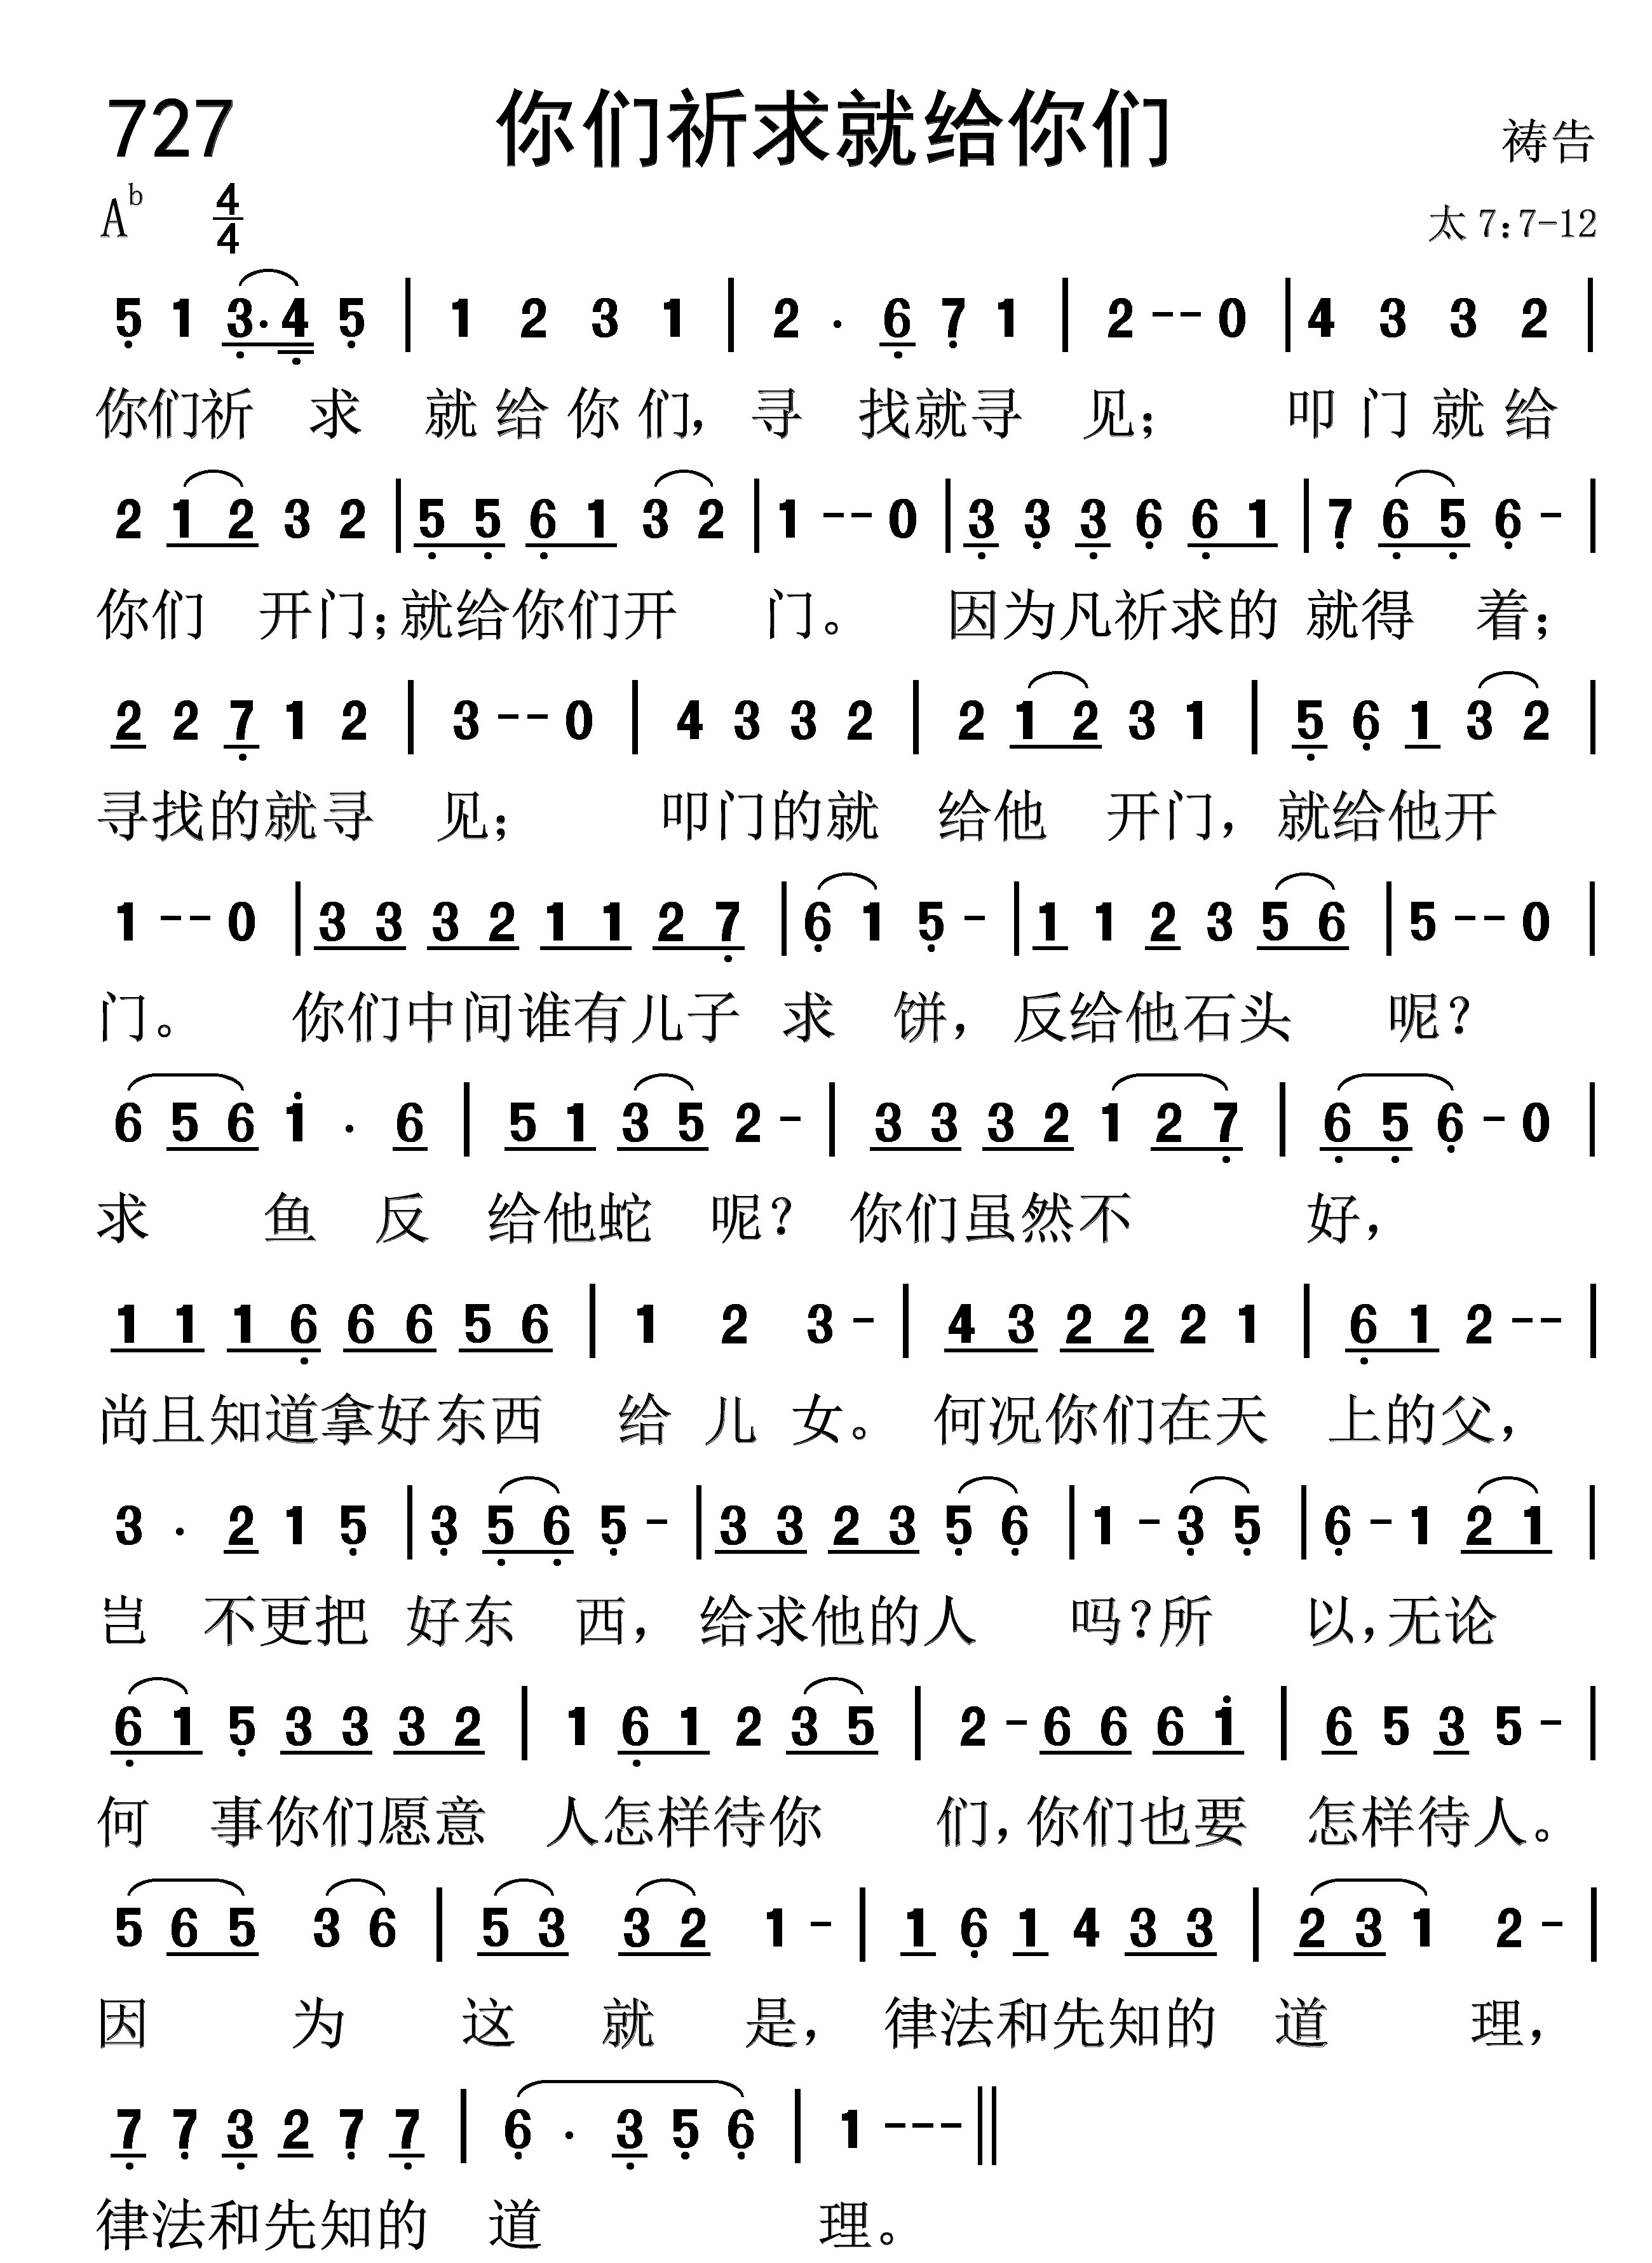 727 你们祈求就给你们 祷告
A♭ 4/4 太 7:7-12
5̣ 1 3̣. 4̣ 5̣ | 1 2 3 1 | 2 . 6̣ 7̣ 1 | 2 - - 0 | 4 3 3 2 |
你们祈 求 就 给 你 们, 寻 找就寻 见; 叩 门 就 给
2 1 2 3 2 | 5̣ 5̣ 6̣ 1 3 2 | 1 - - 0 | 3̣ 3̣ 3̣ 6̣ 6̣ 1 | 7̣ 6̣ 5̣ 6̣ - |
你们 开门;就给你们开 门。 因为凡祈求的 就得 着;
2 2 7̣ 1 2 | 3 - - 0 | 4 3 3 2 | 2 1 2 3 1 | 5̣ 6̣ 1 3 2 |
寻找的就寻 见; 叩门的就 给他 开门, 就给他开
1 - - 0 | 3 3 3 2 1 1 2 7̣ | 6̣ 1 5̣ - | 1 1 2 3 5 6 | 5 - - 0 |
门。 你们中间谁有儿子 求 饼, 反给他石头 呢?
6 5 6 1̇ . 6 | 5 1 3 5 2 - | 3 3 3 2 1 2 7̣ | 6̣ 5̣ 6̣ - 0 |
求 鱼 反 给他蛇 呢? 你们虽然不 好,
1 1 1 6̣ 6 6 5 6 | 1 2 3 - | 4 3 2 2 2 1 | 6̣ 1 2 - - |
尚且知道拿好东西 给 儿 女。 何况你们在天 上的父,
3 . 2 1 5̣ | 3̣ 5̣ 6̣ 5̣ - | 3 3 2 3 5̣ 6̣ | 1 - 3̣ 5̣ | 6̣ - 1 2 1 |
岂 不更把 好东 西, 给求他的人 吗?所 以,无论
6̣ 1 5̣ 3 3 3 2 | 1 6̣ 1 2 3 5 | 2 - 6 6 6 1̇ | 6 5 3 5 - |
何 事你们愿意 人怎样待你 们,你们也要 怎样待人。
5 6 5 3 6 | 5 3 3 2 1 - | 1 6̣ 1 4 3 3 | 2 3 1 2 - |
因 为 这 就 是, 律法和先知的 道 理,
7̣ 7̣ 3̣ 2 7̣ 7̣ | 6̣ . 3̣ 5̣ 6̣ | 1 - - - ||
律法和先知的 道 理。